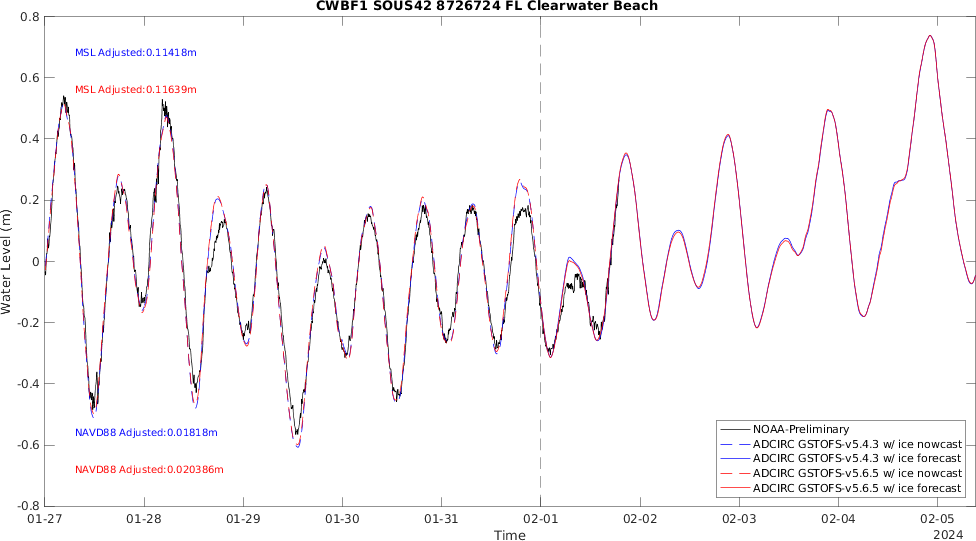 CWBF1 SOUS42 8726724 FL Clearwater Beach
0.8
0.6
0.4
0.2
0
-0.2
-0.4
-0.6
-0.8
Water Level (m)
MSL Adjusted:0.11418m
MSL Adjusted:0.11639m
NAVD88 Adjusted:0.01818m
NAVD88 Adjusted:0.020386m
NOAA-Preliminary
ADCIRC GSTOFS-v5.4.3 w/ ice nowcast
ADCIRC GSTOFS-v5.4.3 w/ ice forecast
ADCIRC GSTOFS-v5.6.5 w/ ice nowcast
ADCIRC GSTOFS-v5.6.5 w/ ice forecast
01-27 01-28 01-29 01-30 01-31 02-01 02-02 02-03 02-04 02-05
Time
2024